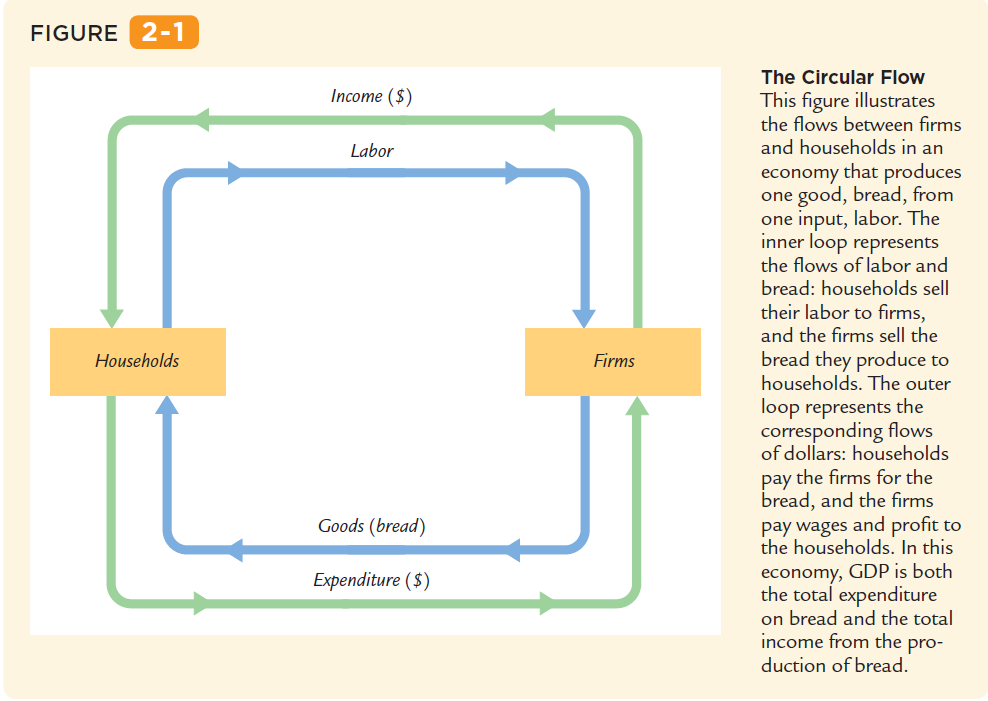 FIGURE 2-1
Income ($)
Labor
Households
Firms
Goods (bread)
Expenditure ($)
The Circular Flow
This figure illustrates
the flows between firms
and households in an
economy that produces
one good, bread, from
one input, labor. The
inner loop represents
the flows of labor and
bread: households sell
their labor to firms,
and the firms sell the
bread they produce to
households. The outer
loop represents the
corresponding flows
of dollars: households
pay the firms for the
bread, and the firms
pay wages and profit to
the households. In this
economy, GDP is both
the total expenditure
on bread and the total
income from the pro-
duction of bread.